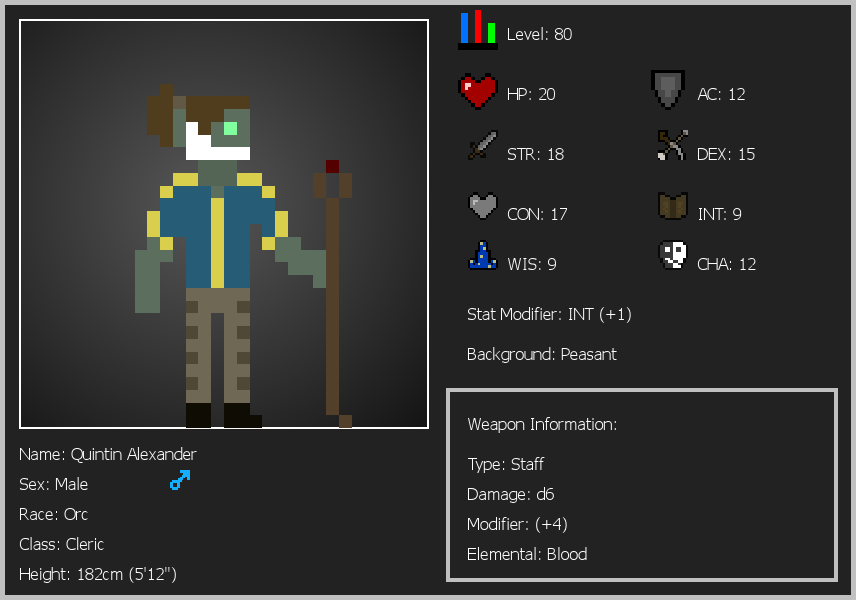 Level: 80
HP: 20
AC: 12
STR: 18
DEX: 15
CON: 17
INT: 9
WIS: 9
CHA: 12
Stat Modifier: INT (+1)
Background: Peasant
Weapon Information:
Type: Staff
Damage: d6
Modifier: (+4)
Elemental: Blood
Name: Quintin Alexander
Sex: Male
Race: Orc
Class: Cleric
Height: 182cm (5'12")